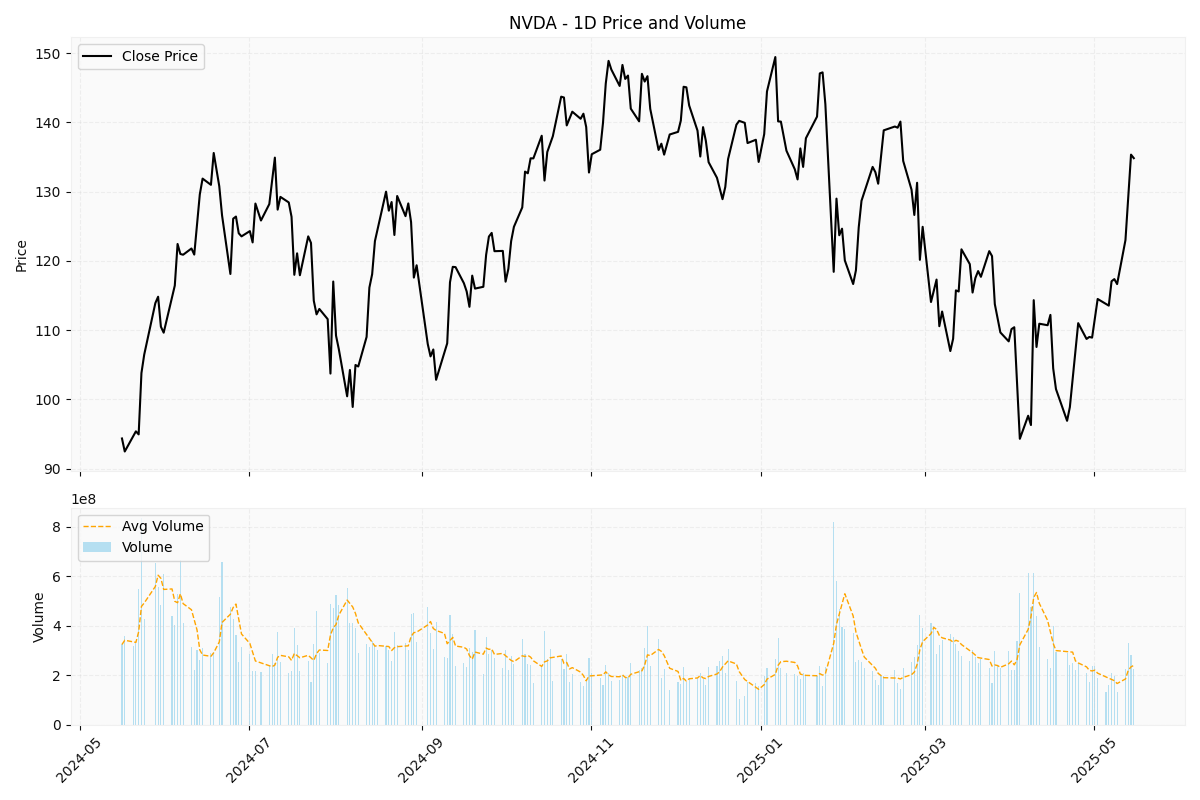 NVDA - 1D Price and Volume
Close Price
Price
150
140
130
120
110
100
90
1e8
Avg Volume
Volume
Volume
8
6
4
2
0
2024-05
2024-07
2024-09
2024-11
2025-01
2025-03
2025-05